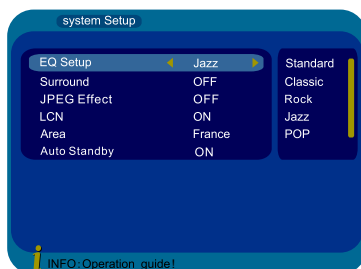 system Setup
EQ Setup Jazz
Surround OFF
JPEG Effect OFF
LCN ON
Area France
Auto Standby ON
Standard
Classic
Rock
Jazz
POP
INFO:Operation guide!